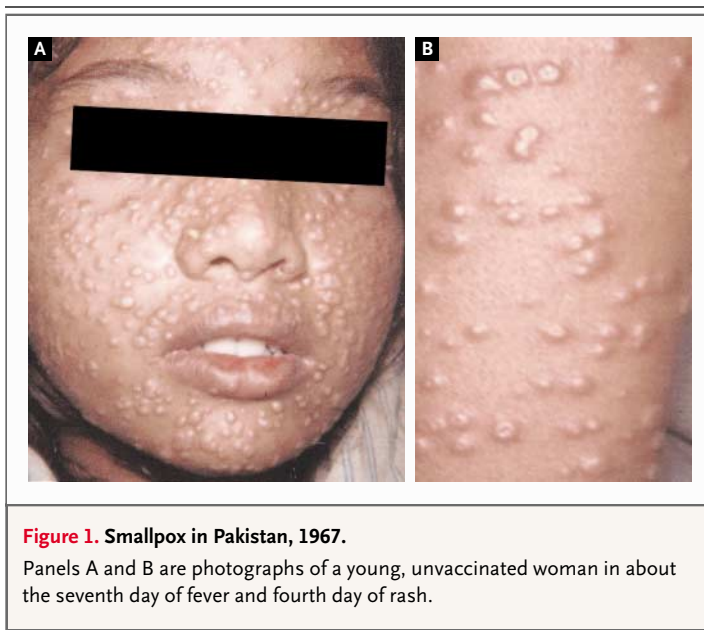 A B
Figure 1. Smallpox in Pakistan, 1967.
Panels A and B are photographs of a young, unvaccinated woman in about
the seventh day of fever and fourth day of rash.